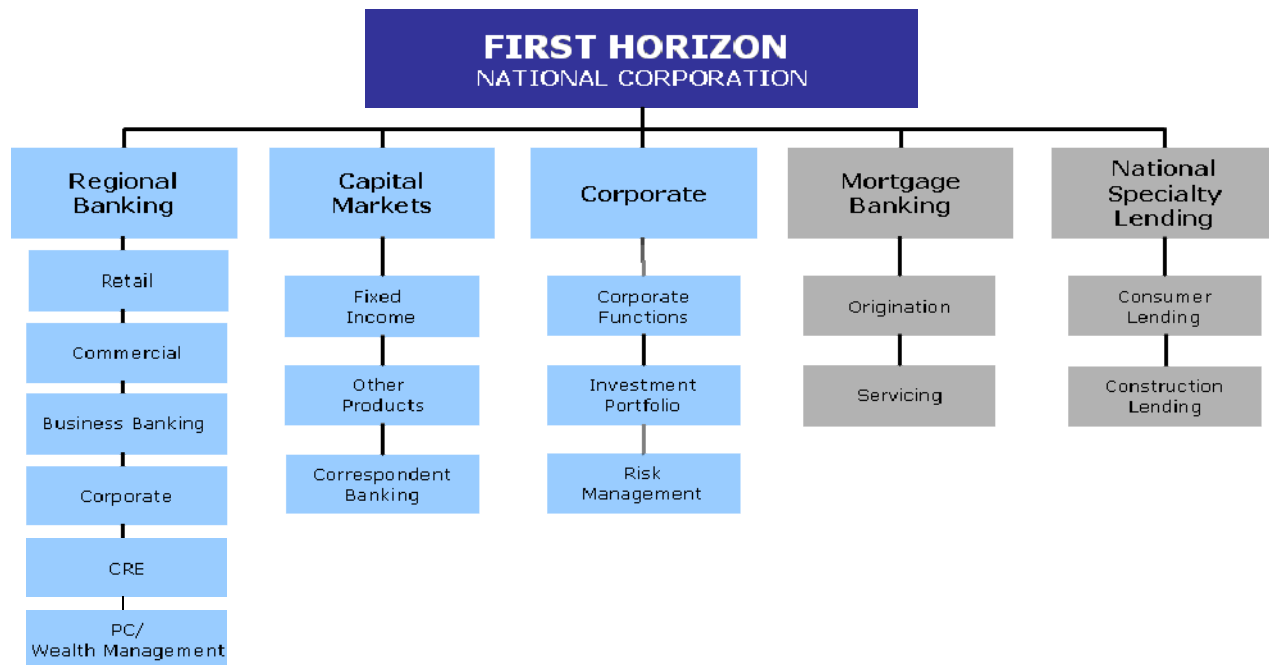 FIRST HORIZON
NATIONAL CORPORATION
Regional
Banking
Retail
Commercial
Business Banking
Corporate
CRE
PC/
Wealth Management
Capital
Markets
Fixed
Income
Other
Products
Correspondent
Banking
Corporate
Corporate
Functions
Investment
Portfolio
Risk
Management
Mortgage
Banking
Origination
Servicing
National
Specialty
Lending
Consumer
Lending
Construction
Lending